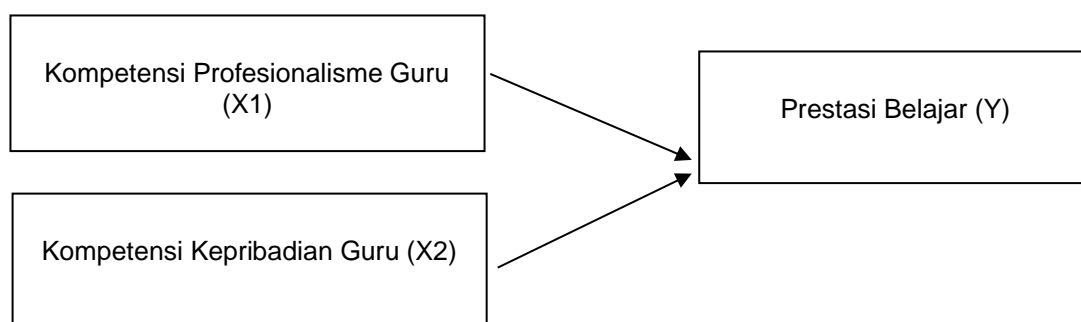 Kompetensi Profesionalisme Guru
(X1)
Prestasi Belajar (Y)
Kompetensi Kepribadian Guru (X2)